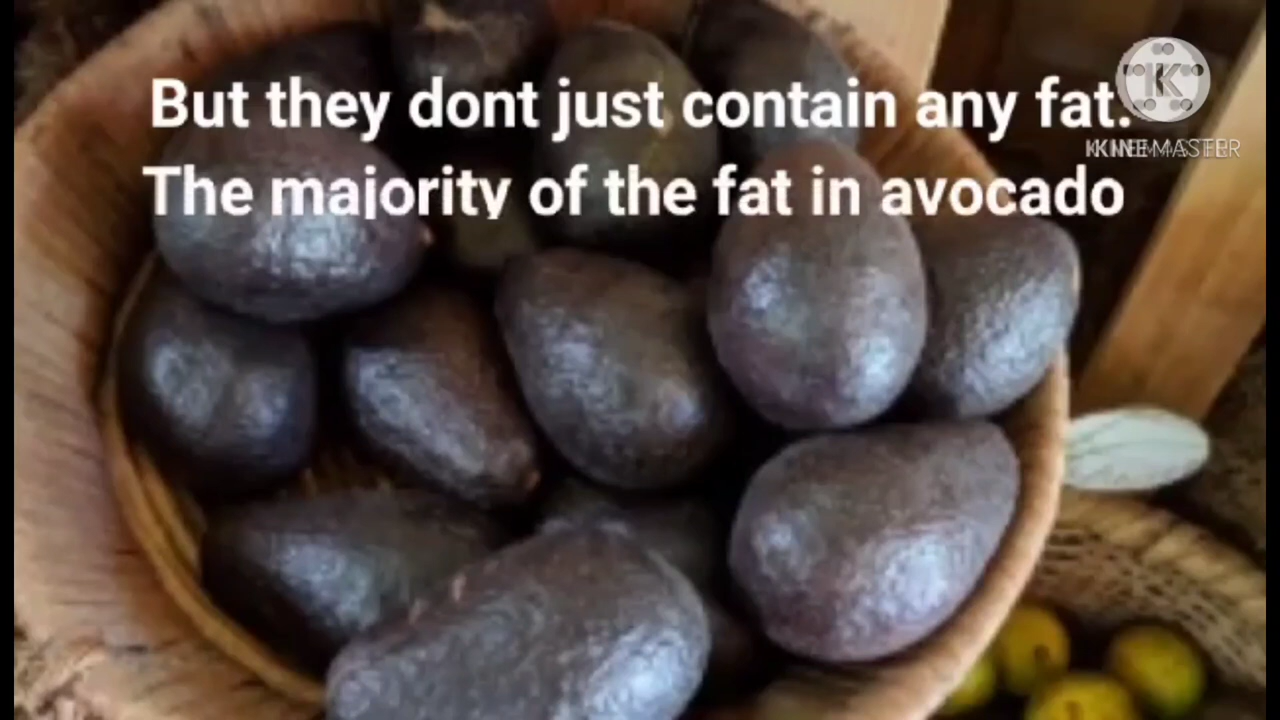 But they dont just contain any fat.
The majority of the fat in avocado
KINEMASTER